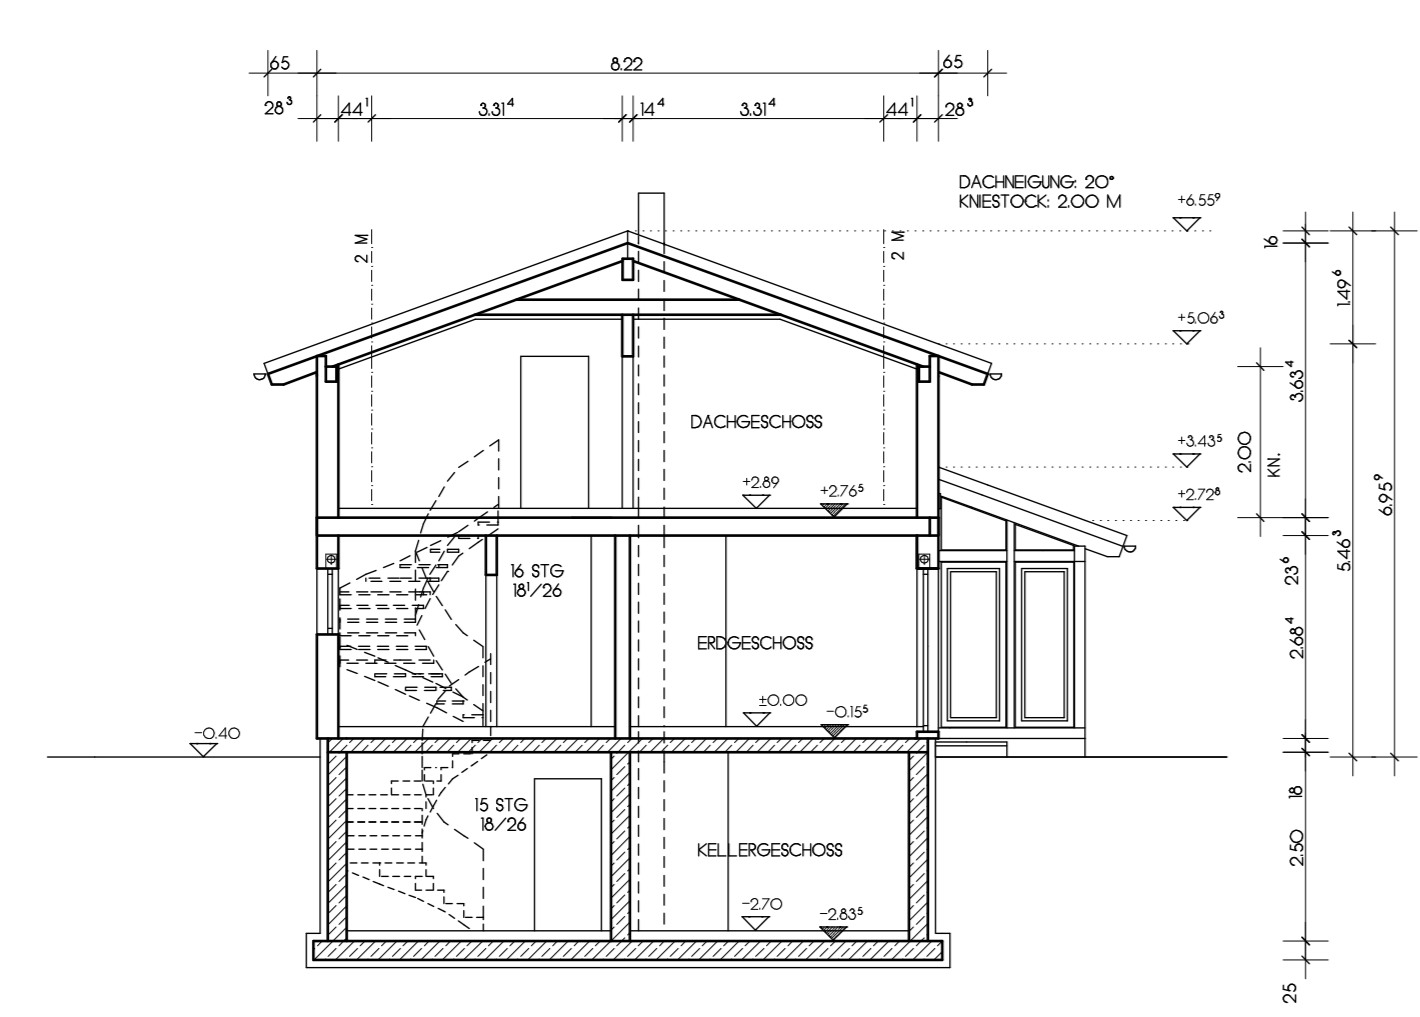 65 8.22 65
28³ 44¹ 3.31⁴ 14⁴ 3.31⁴ 44¹ 28³
DACHNEIGUNG: 20°
KNIESTOCK: 2.00 M
+6.55⁹
2 M
2 M
16
1.49⁶
+5.06³
3.63⁴
DACHGESCHOSS
+3.43⁵
2.00
KN.
+2.89
+2.76⁵
+2.72⁸
6.95⁹
5.46³
23⁶
16 STG
18¹/26
ERDGESCHOSS
2.68⁴
±0.00
-0.15⁵
-0.40
18
15 STG
18/26
KELLERGESCHOSS
2.50
-2.70
-2.83⁵
25